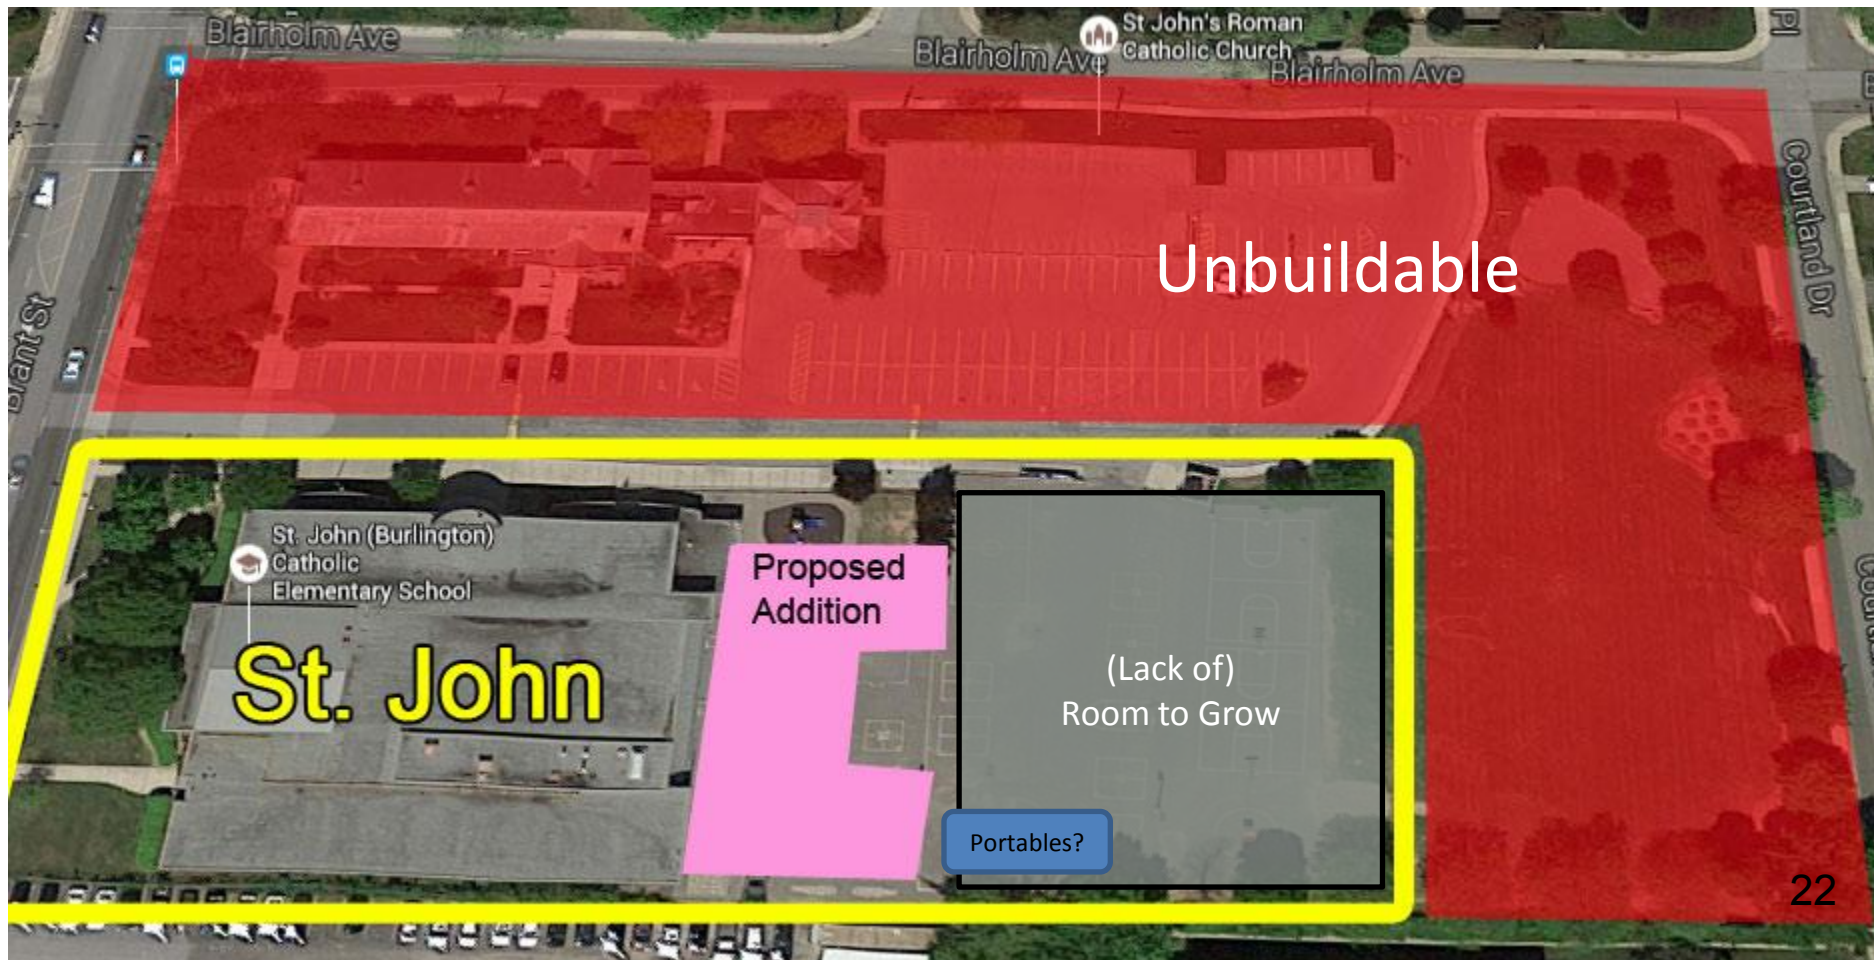 Blairholm Ave
Blairholm Ave
St John's Roman
Catholic Church
Blairholm Ave
Pl
Courtland Dr
Brant St
Unbuildable
St. John (Burlington)
Catholic
Elementary School
St. John
Proposed
Addition
(Lack of)
Room to Grow
Portables?
22